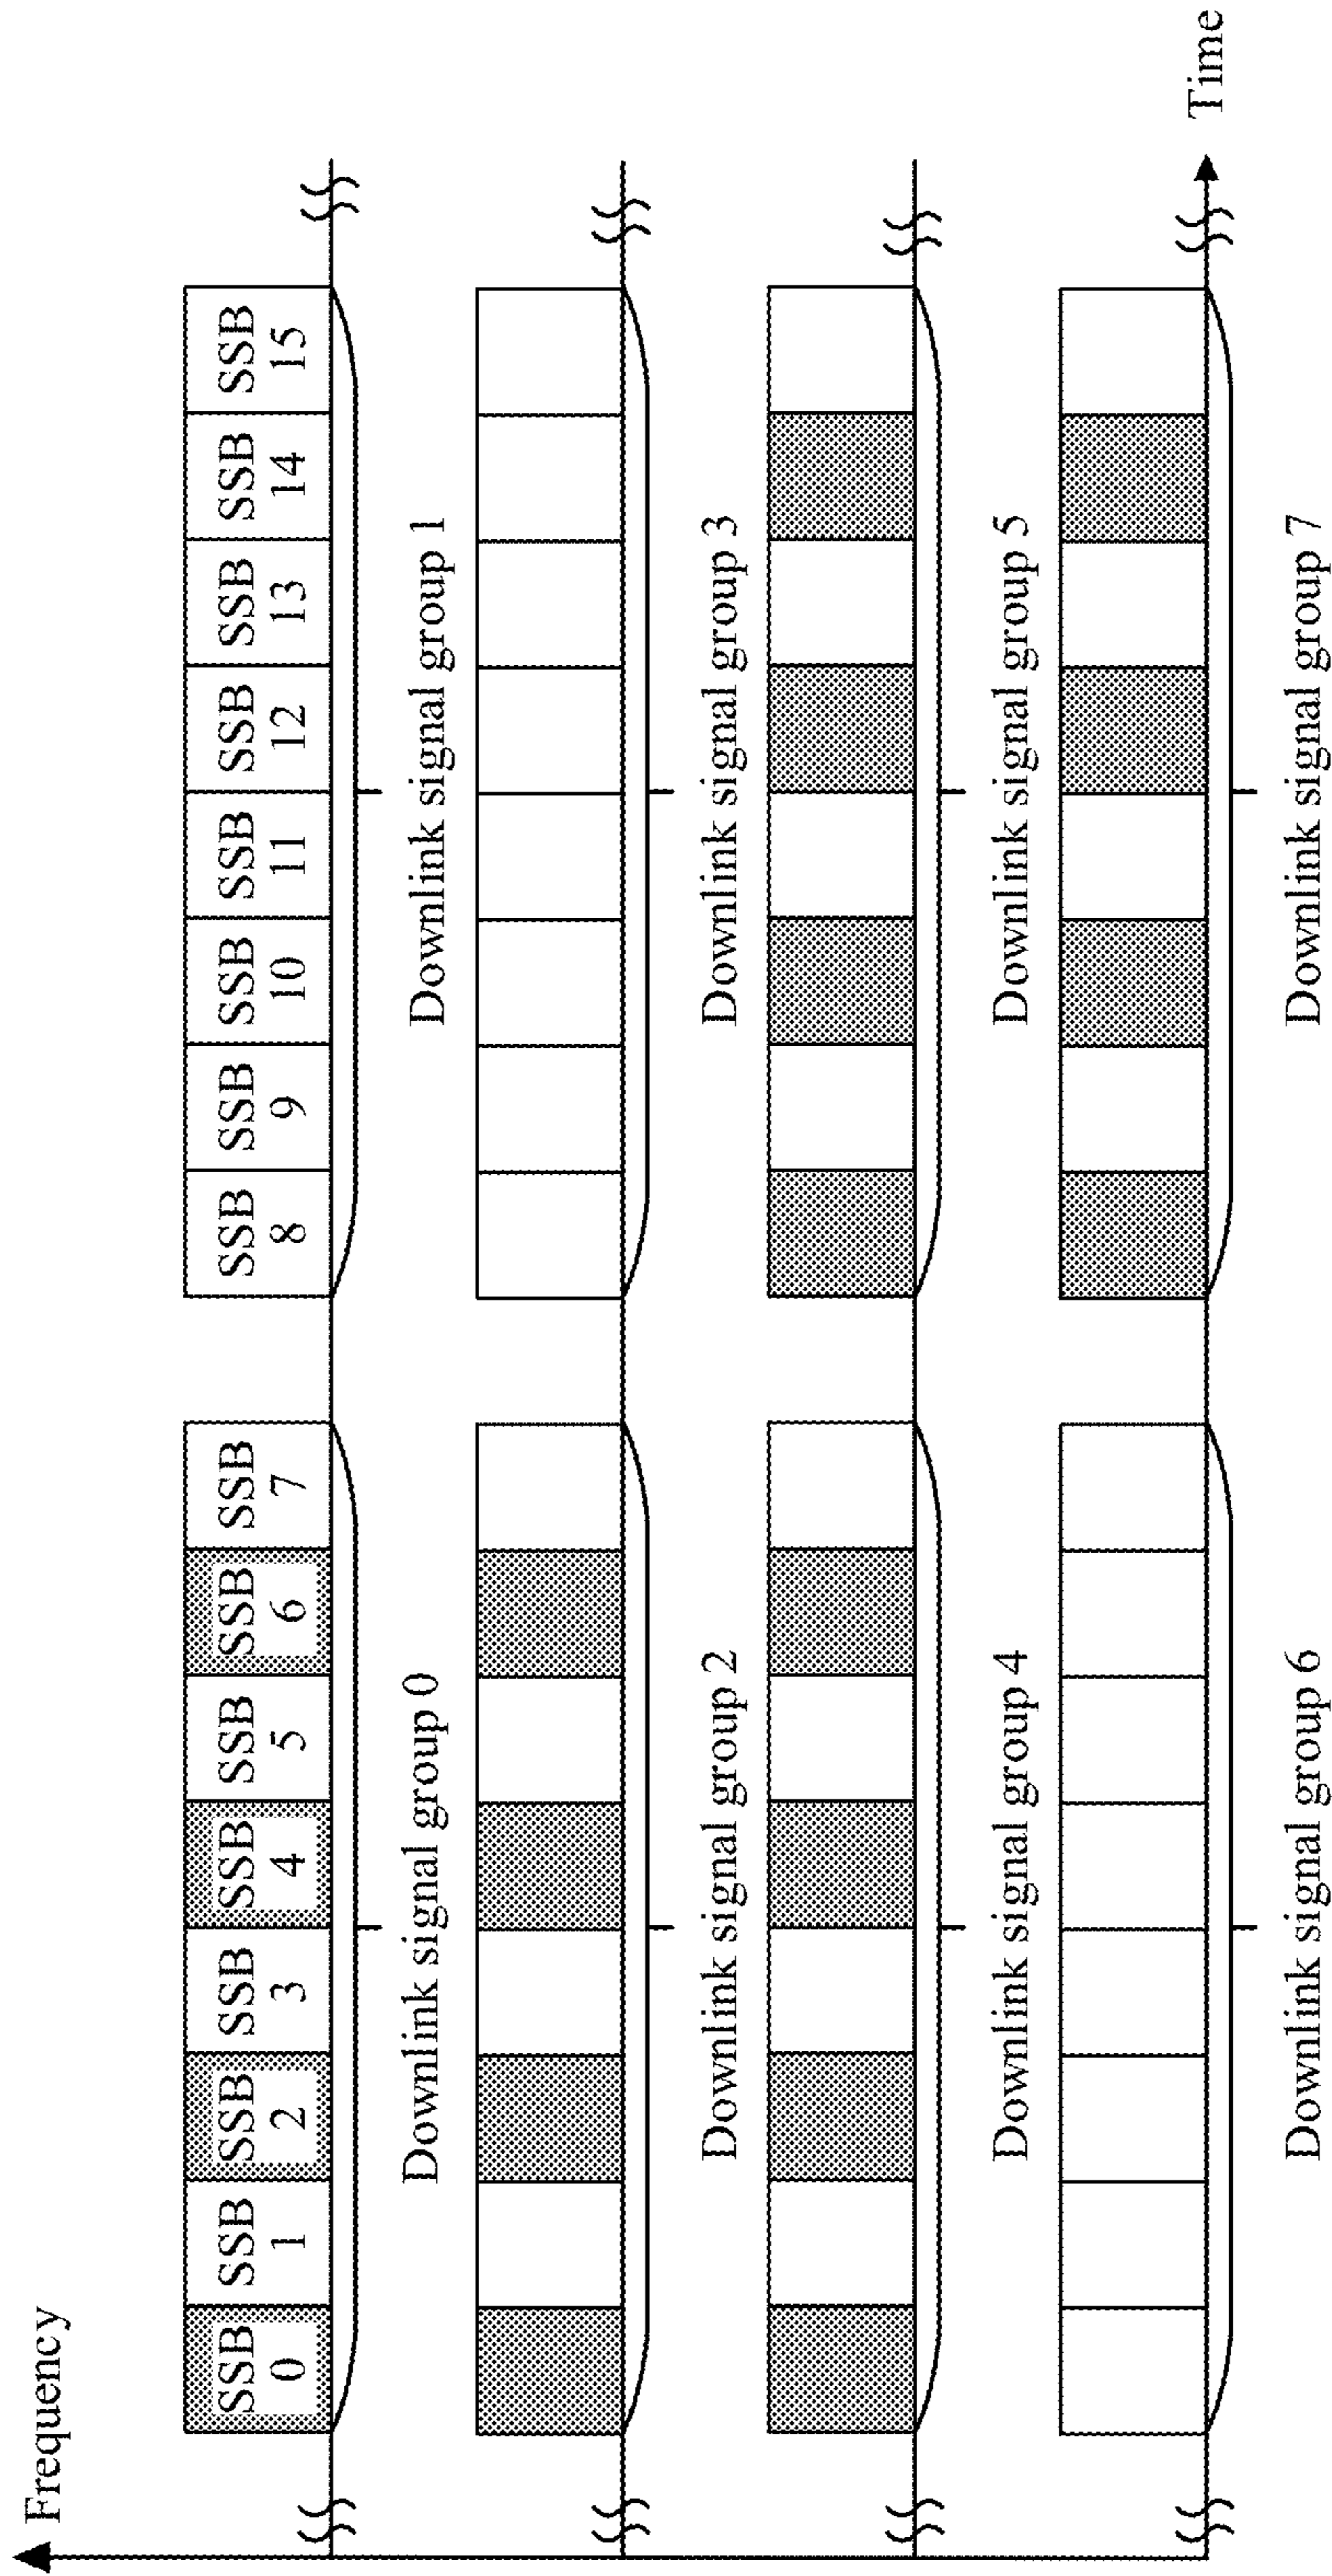 Frequency
SSB
0
SSB
1
SSB
2
SSB
3
SSB
4
SSB
5
SSB
6
SSB
7
SSB
8
SSB
9
SSB
10
SSB
11
SSB
12
SSB
13
SSB
14
SSB
15
Downlink signal group 0
Downlink signal group 1
Downlink signal group 2
Downlink signal group 3
Downlink signal group 4
Downlink signal group 5
Time
Downlink signal group 6
Downlink signal group 7